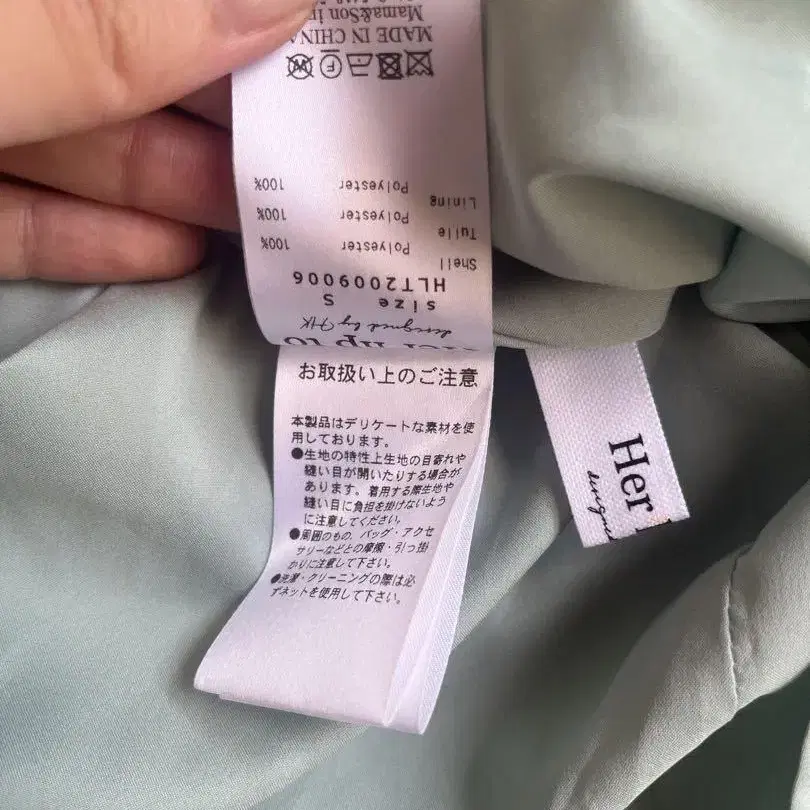 Her lip to
designed by HK
size S
HLT2009006
Shell
Polyester 100%
Tulle
Polyester 100%
Lining
Polyester 100%
MADE IN CHINA
Mama&Son
お取扱い上のご注意
本製品はデリケートな素材を使
用しております。
●生地の特性上生地の目寄れや
縫い目が開いたりする場合が
あります。着用する際生地や
縫い目に負担を掛けないよう
に注意してください。
●周囲のもの、バッグ・アクセ
サリーなどとの摩擦・引っ掛
かりに注意して下さい。
●洗濯・クリーニングの際は必
ずネットを使用して下さい。
Her
designed